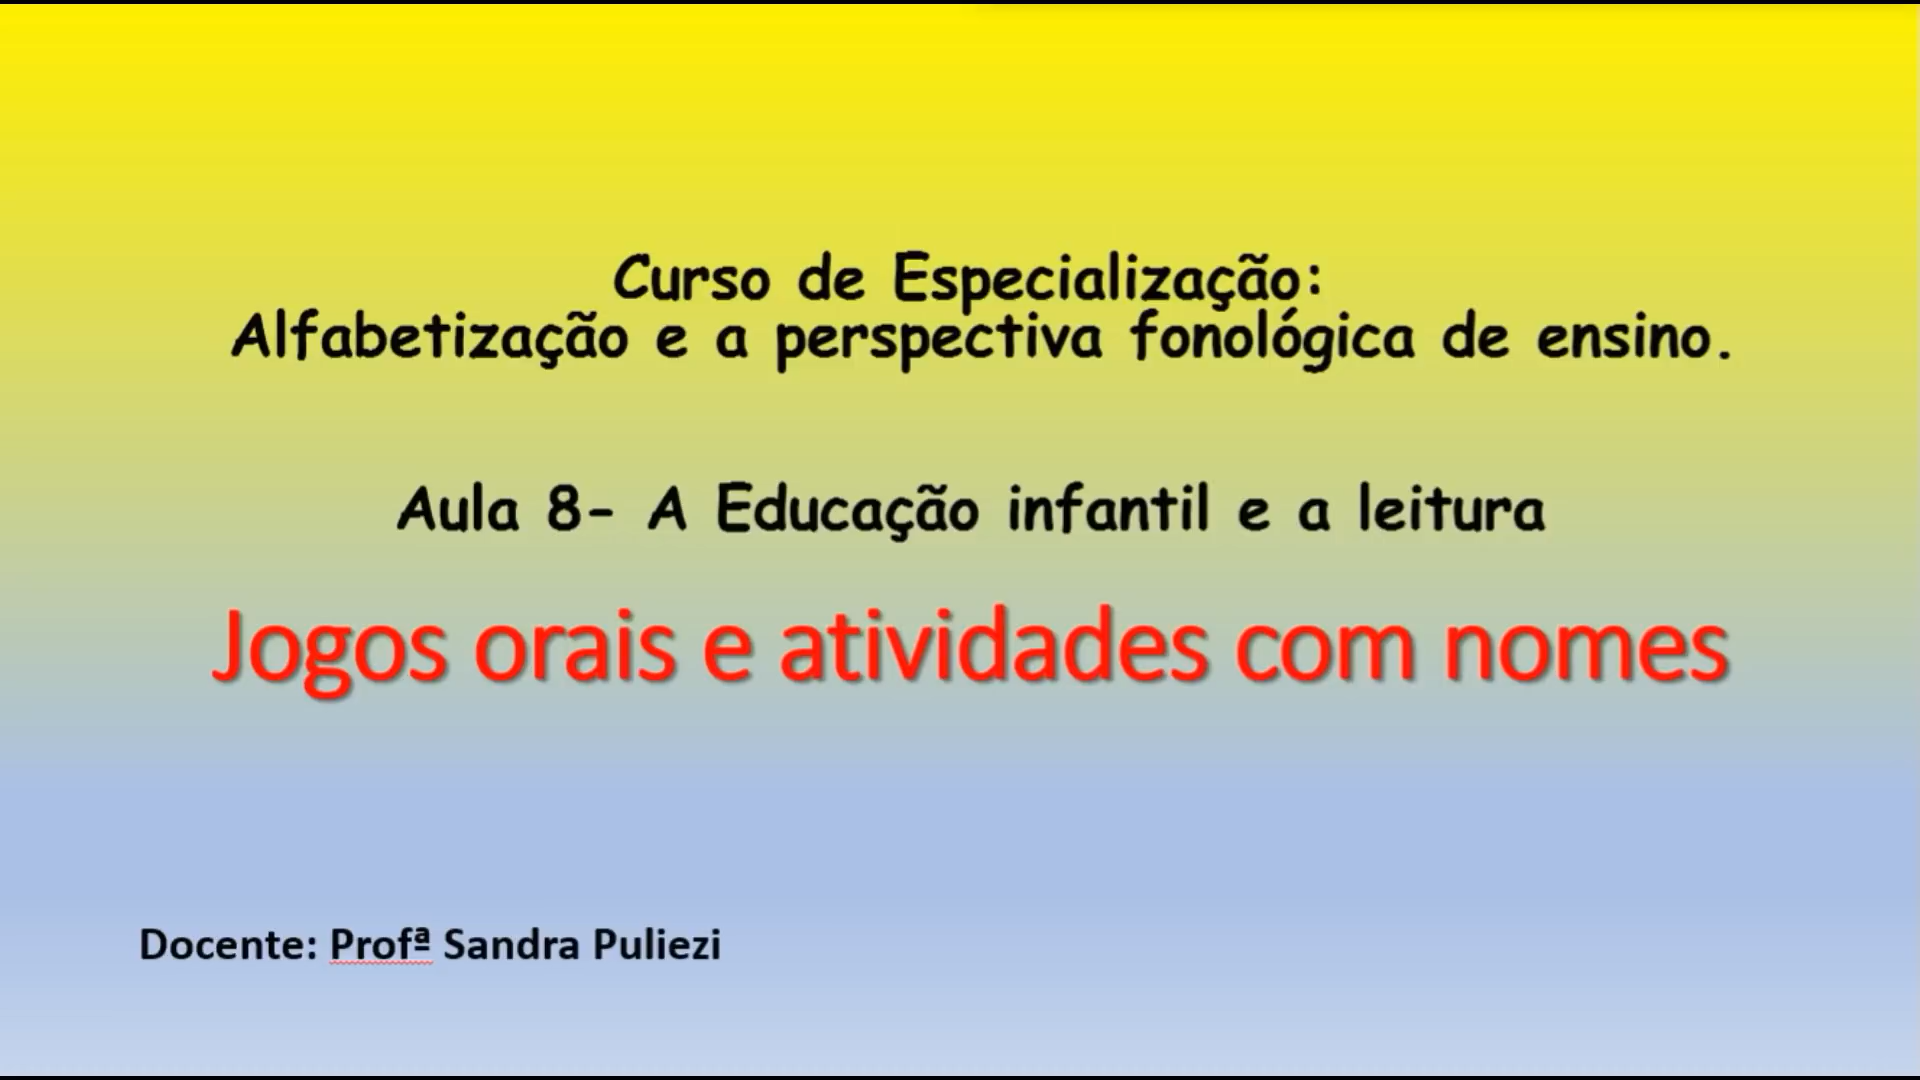 Curso de Especialização:
Alfabetização e a perspectiva fonológica de ensino.
Aula 8- A Educação infantil e a leitura
Jogos orais e atividades com nomes
Docente: Profª Sandra Puliezi